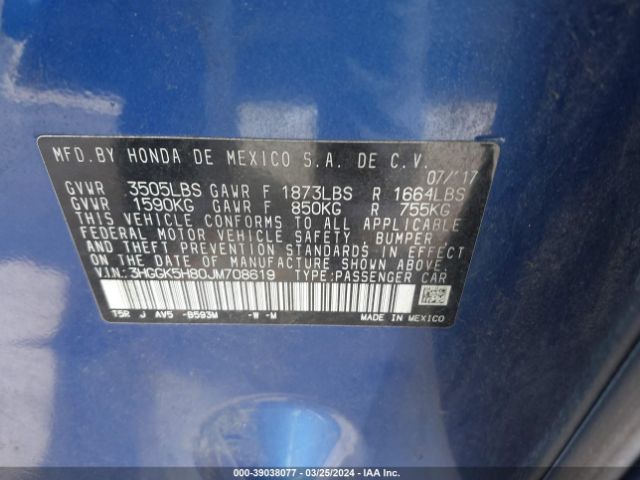 MFD.BY HONDA DE MEXICO S.A. DE C.V.
07/'17
GVWR 3505LBS GAWR F 1873LBS R 1664LBS
GVWR 1590KG GAWR F 850KG R 755KG
THIS VEHICLE CONFORMS TO ALL APPLICABLE
FEDERAL MOTOR VEHICLE SAFETY, BUMPER,
AND THEFT PREVENTION STANDARDS IN EFFECT
ON THE DATE OF MANUFACTURE SHOWN ABOVE.
V.I.N.: 3HGGK5H80JM708619 TYPE: PASSENGER CAR
T5R J AV5 -B593M -W -M MADE IN MEXICO
000-39038077 — 03/25/2024 — IAA Inc.